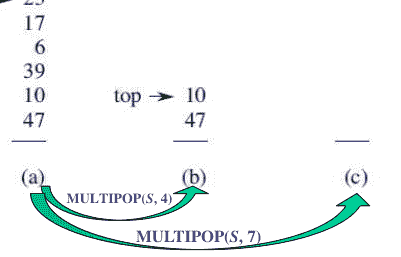 17
6
39
10 top → 10
47 47
(a) (b) (c)
MULTIPOP(S, 4)
MULTIPOP(S, 7)